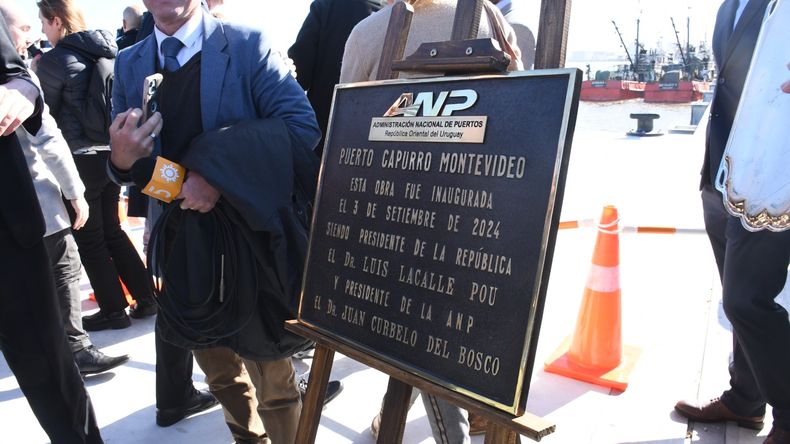 ANP
ADMINISTRACIÓN NACIONAL DE PUERTOS
República Oriental del Uruguay
PUERTO CAPURRO MONTEVIDEO
ESTA OBRA FUE INAUGURADA
EL 3 DE SETIEMBRE DE 2024
SIENDO PRESIDENTE DE LA REPÚBLICA
EL DR. LUIS LACALLE POU
Y PRESIDENTE DE LA ANP
EL DR. JUAN CURBELO DEL BOSCO